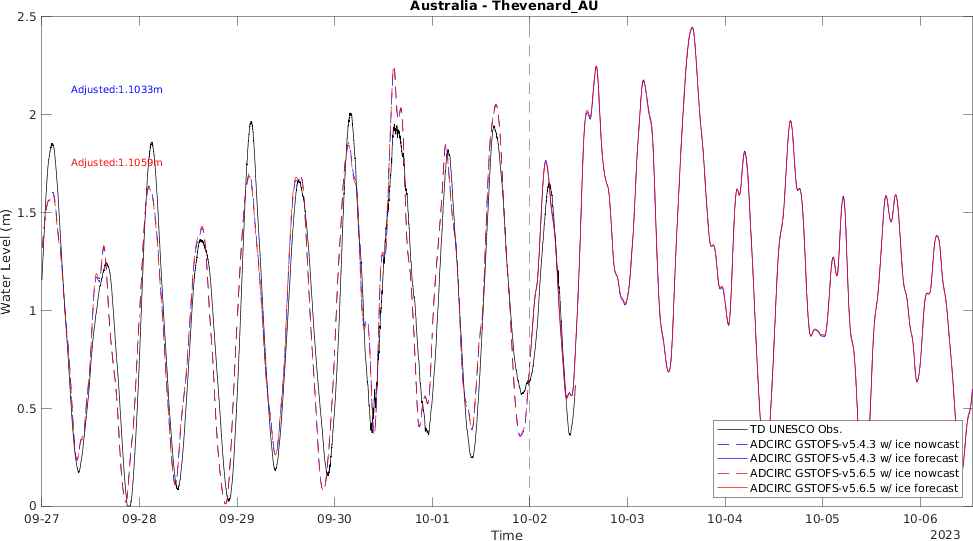 Australia - Thevenard_AU
2.5
Adjusted:1.1033m
2
Adjusted:1.1059m
1.5
Water Level (m)
1
0.5
TD UNESCO Obs.
ADCIRC GSTOFS-v5.4.3 w/ ice nowcast
ADCIRC GSTOFS-v5.4.3 w/ ice forecast
ADCIRC GSTOFS-v5.6.5 w/ ice nowcast
ADCIRC GSTOFS-v5.6.5 w/ ice forecast
0
09-27 09-28 09-29 09-30 10-01 10-02 10-03 10-04 10-05 10-06
Time
2023